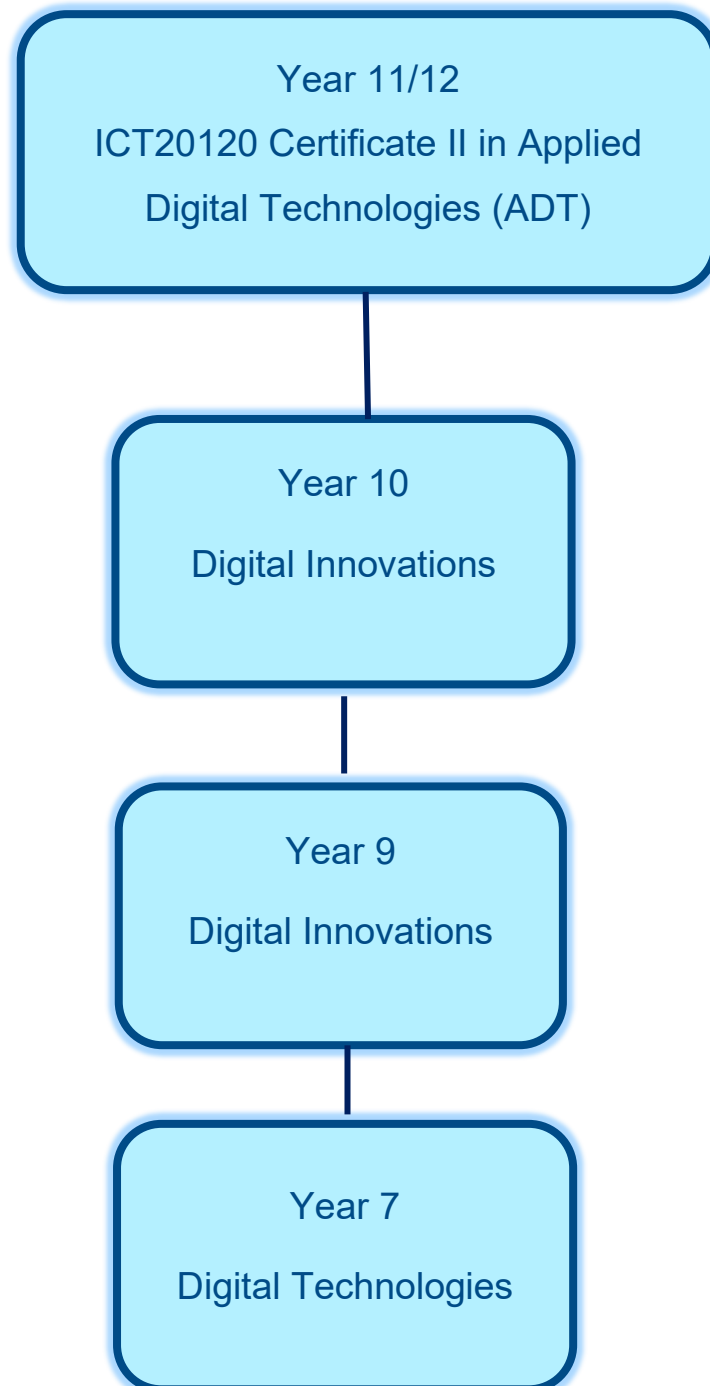 Year 11/12
ICT20120 Certificate II in Applied
Digital Technologies (ADT)
Year 10
Digital Innovations
Year 9
Digital Innovations
Year 7
Digital Technologies